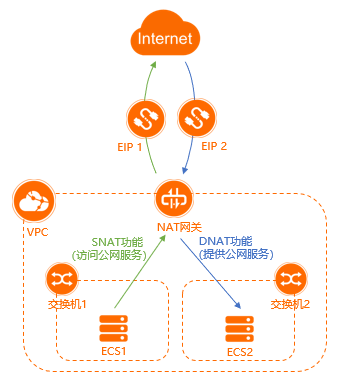 Internet
EIP 1
EIP 2
NAT网关
VPC
SNAT功能
(访问公网服务)
DNAT功能
(提供公网服务)
交换机1
交换机2
ECS1
ECS2